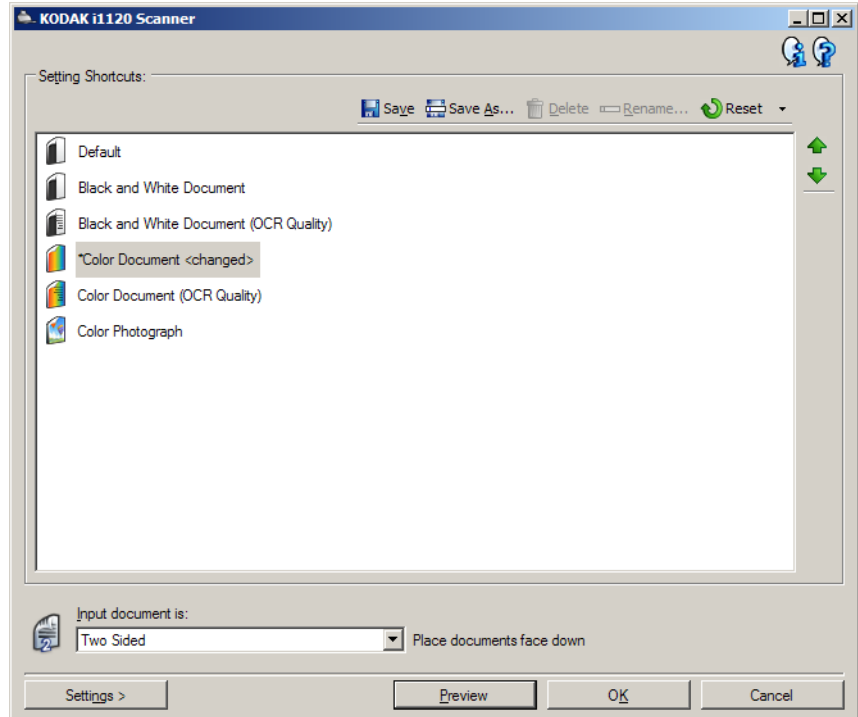 KODAK i1120 Scanner
Setting Shortcuts:
Save Save As... Delete Rename... Reset
Default
Black and White Document
Black and White Document (OCR Quality)
*Color Document <changed>
Color Document (OCR Quality)
Color Photograph
Input document is:
2 Two Sided Place documents face down
Settings > Preview OK Cancel